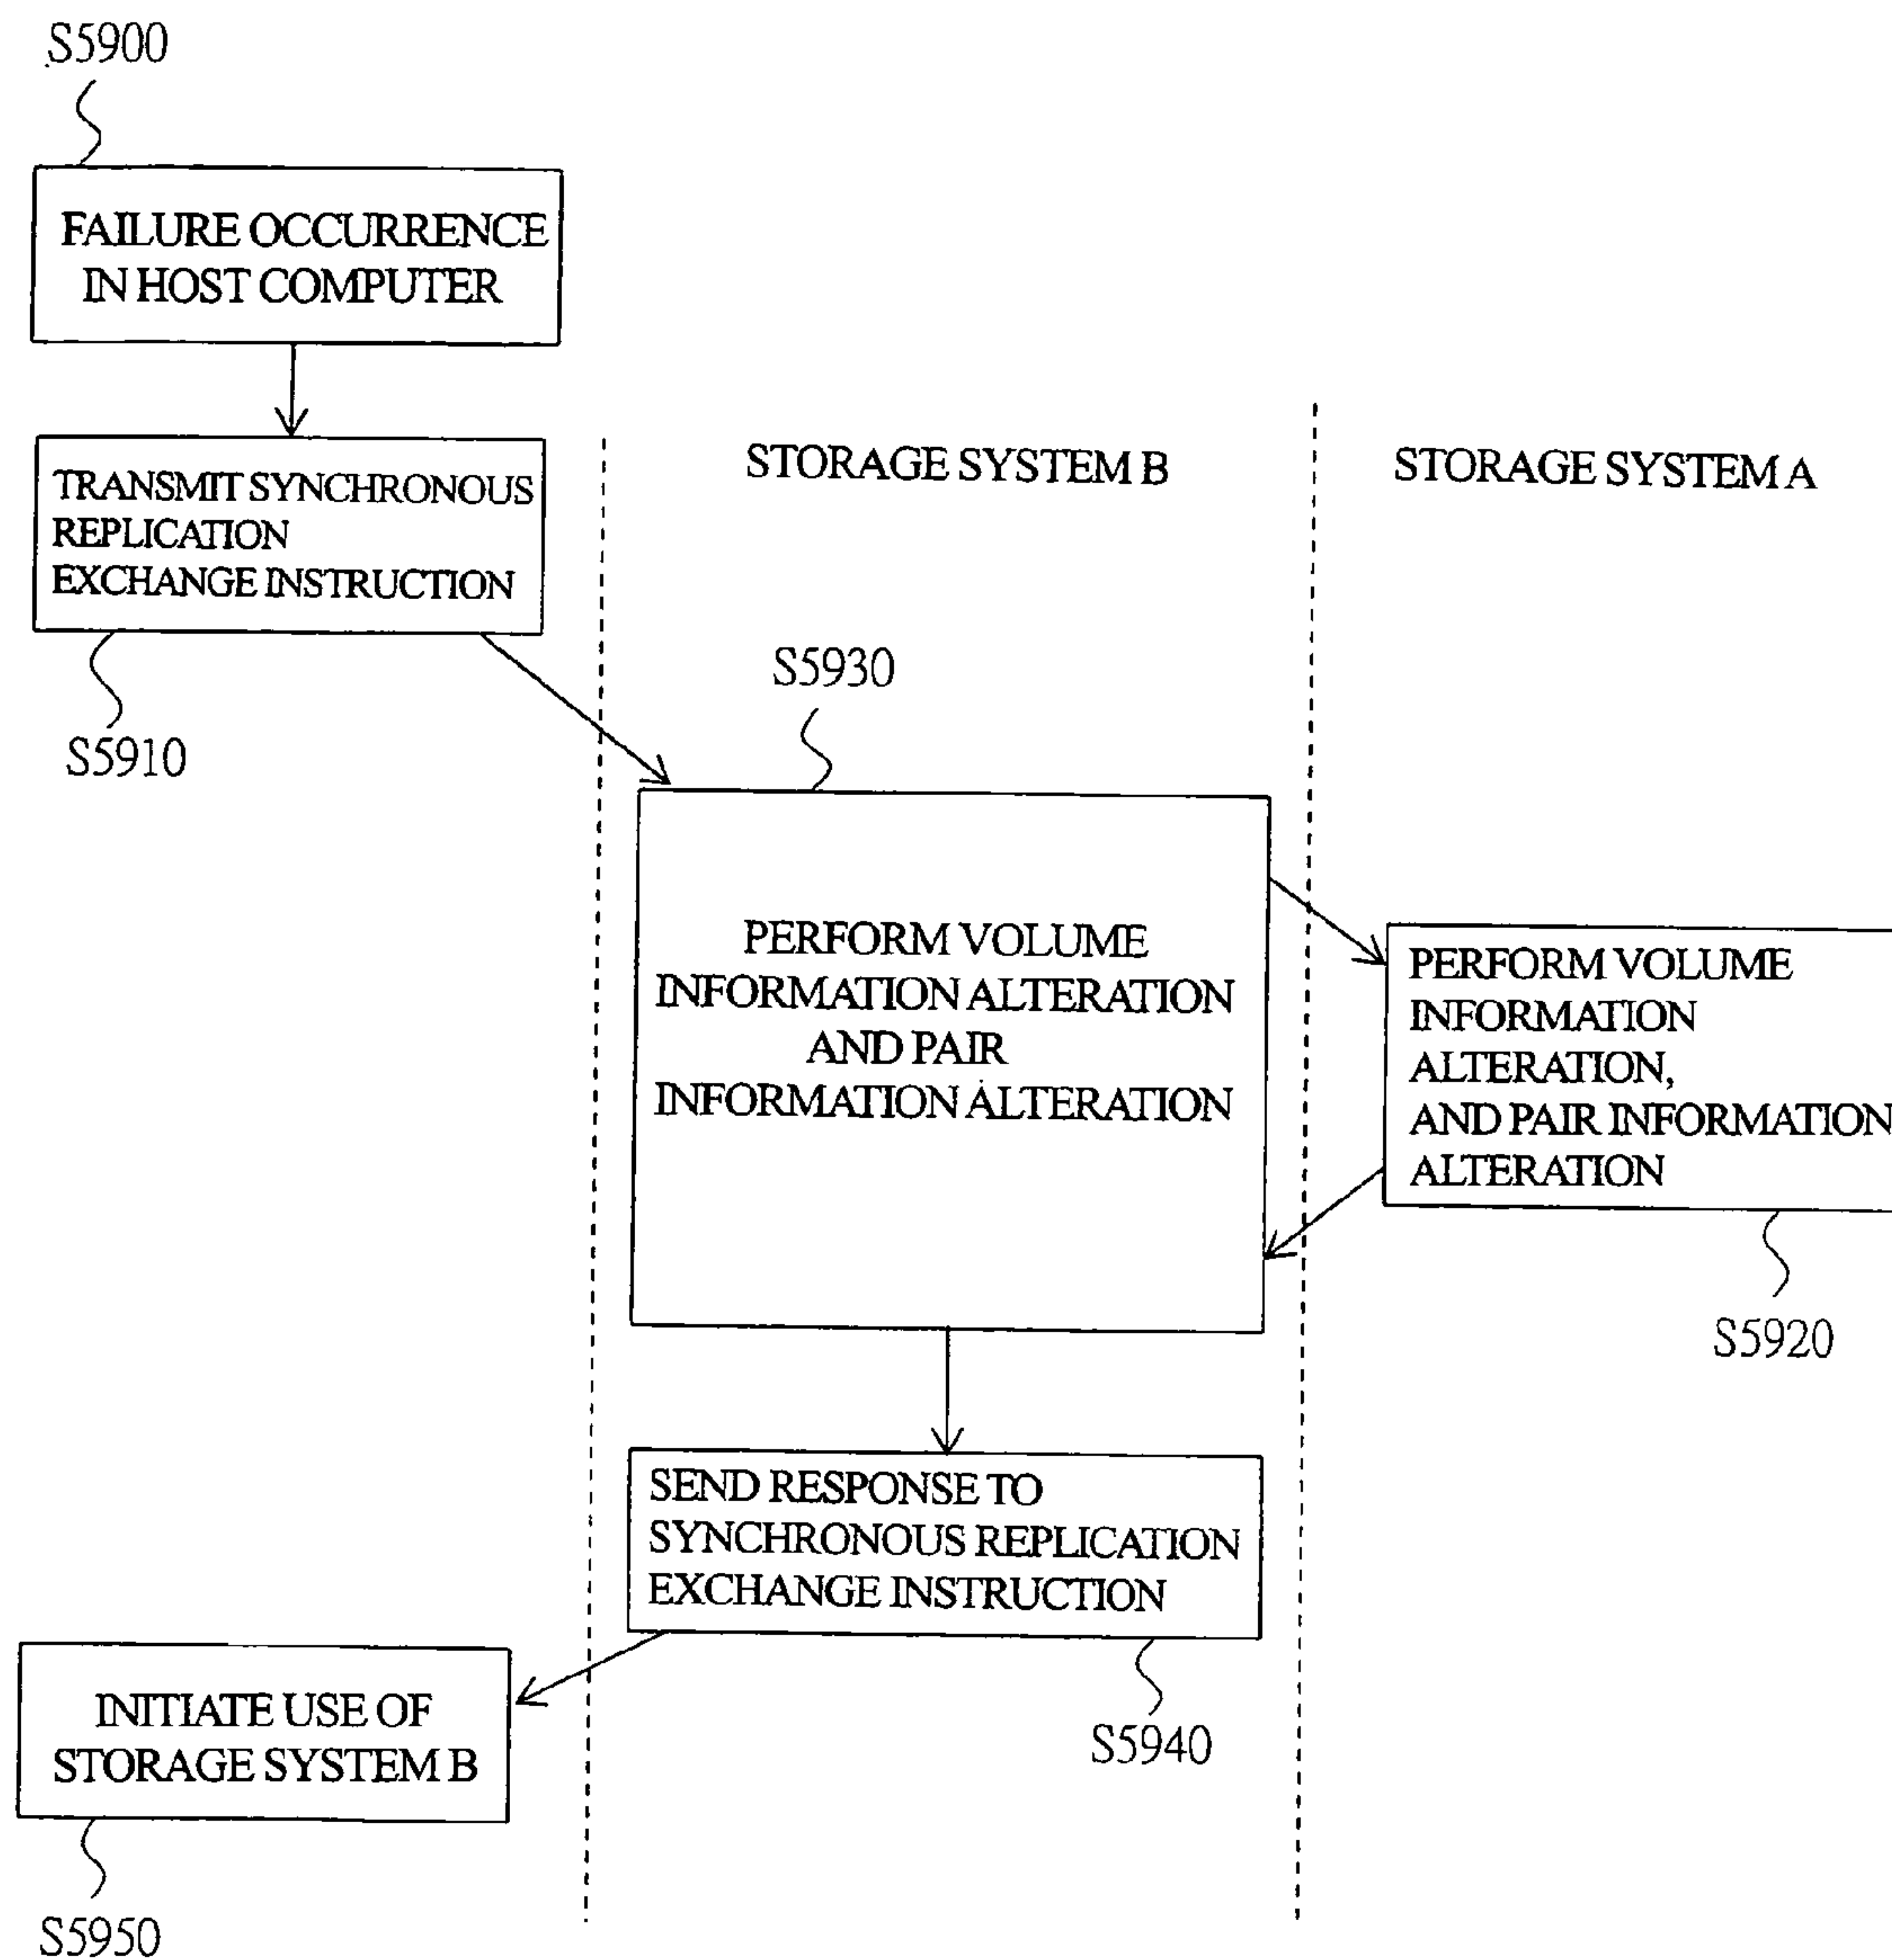 S5900
FAILURE OCCURRENCE
IN HOST COMPUTER
TRANSMIT SYNCHRONOUS
REPLICATION
EXCHANGE INSTRUCTION
S5910
STORAGE SYSTEM B
STORAGE SYSTEM A
S5930
PERFORM VOLUME
INFORMATION ALTERATION
AND PAIR
INFORMATION ALTERATION
PERFORM VOLUME
INFORMATION
ALTERATION,
AND PAIR INFORMATION
ALTERATION
S5920
SEND RESPONSE TO
SYNCHRONOUS REPLICATION
EXCHANGE INSTRUCTION
S5940
INITIATE USE OF
STORAGE SYSTEM B
S5950